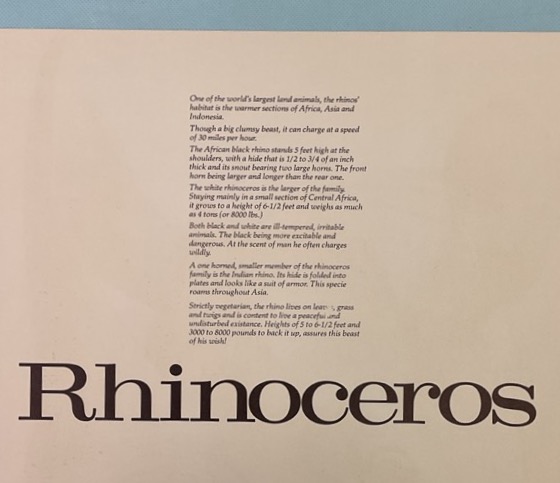 One of the world's largest land animals, the rhinos'
habitat is the warmer sections of Africa, Asia and
Indonesia.
Though a big clumsy beast, it can charge at a speed
of 30 miles per hour.
The African black rhino stands 5 feet high at the
shoulders, with a hide that is 1/2 to 3/4 of an inch
thick and its snout bearing two large horns. The front
horn being larger and longer than the rear one.
The white rhinoceros is the larger of the family.
Staying mainly in a small section of Central Africa,
it grows to a height of 6-1/2 feet and weighs as much
as 4 tons (or 8000 lbs.)
Both black and white are ill-tempered, irritable
animals. The black being more excitable and
dangerous. At the scent of man he often charges
wildly.
A one horned, smaller member of the rhinoceros
family is the Indian rhino. Its hide is folded into
plates and looks like a suit of armor. This specie
roams throughout Asia.
Strictly vegetarian, the rhino lives on grass
and twigs and is content to live a peaceful and
undisturbed existance. Heights of 5 to 6-1/2 feet and
3000 to 8000 pounds to back it up, assures this beast
of his wish!
Rhinoceros